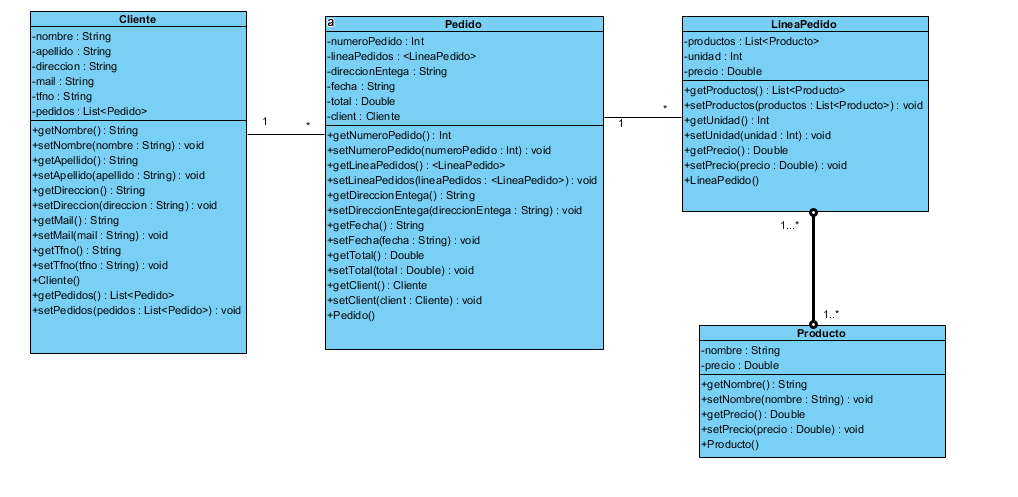 Cliente
-nombre : String
-apellido : String
-direccion : String
-mail : String
-tfno : String
-pedidos : List<Pedido>
+getNombre() : String
+setNombre(nombre : String) : void
+getApellido() : String
+setApellido(apellido : String) : void
+getDireccion() : String
+setDireccion(direccion : String) : void
+getMail() : String
+setMail(mail : String) : void
+getTfno() : String
+setTfno(tfno : String) : void
+Cliente()
+getPedidos() : List<Pedido>
+setPedidos(pedidos : List<Pedido>) : void
1
*
a
Pedido
-numeroPedido : Int
-lineaPedidos : <LineaPedido>
-direccionEntega : String
-fecha : String
-total : Double
-client : Cliente
+getNumeroPedido() : Int
+setNumeroPedido(numeroPedido : Int) : void
+getLineaPedidos() : <LineaPedido>
+setLineaPedidos(lineaPedidos : <LineaPedido>) : void
+getDireccionEntega() : String
+setDireccionEntega(direccionEntega : String) : void
+getFecha() : String
+setFecha(fecha : String) : void
+getTotal() : Double
+setTotal(total : Double) : void
+getClient() : Cliente
+setClient(client : Cliente) : void
+Pedido()
1
*
LineaPedido
-productos : List<Producto>
-unidad : Int
-precio : Double
+getProductos() : List<Producto>
+setProductos(productos : List<Producto>) : void
+getUnidad() : Int
+setUnidad(unidad : Int) : void
+getPrecio() : Double
+setPrecio(precio : Double) : void
+LineaPedido()
1...*
1..*
Producto
-nombre : String
-precio : Double
+getNombre() : String
+setNombre(nombre : String) : void
+getPrecio() : Double
+setPrecio(precio : Double) : void
+Producto()